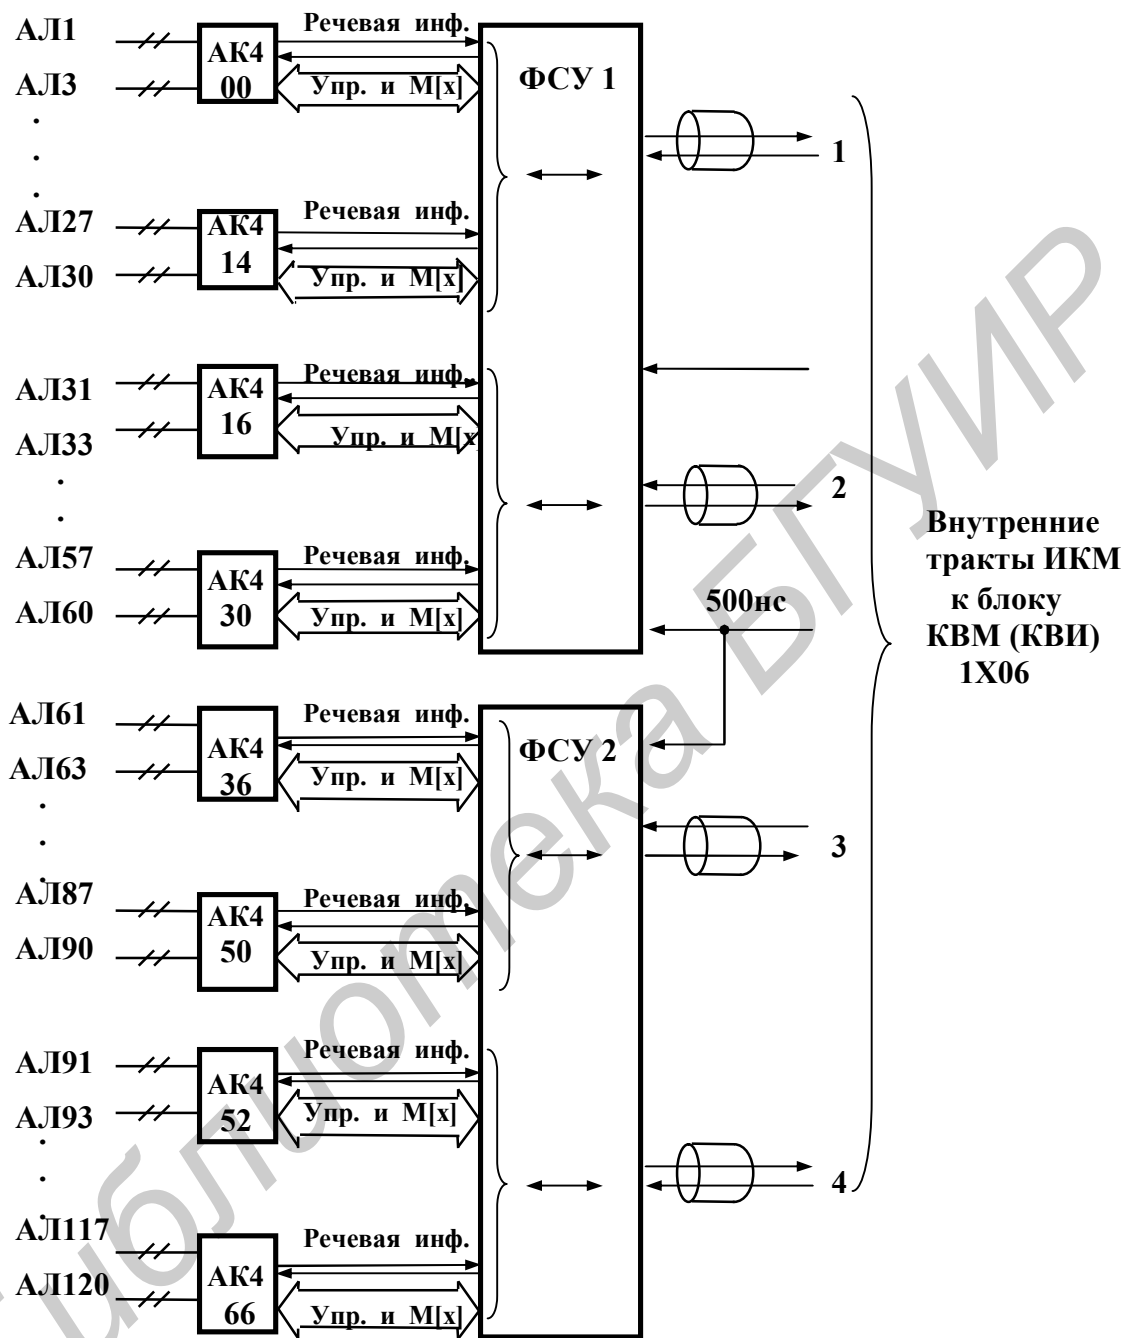 АЛ1
АЛ3
АК4
00
Речевая инф.
Упр. и М[x]
ФСУ 1
1
АЛ27
АЛ30
АК4
14
Речевая инф.
Упр. и М[x]
АЛ31
АЛ33
АК4
16
Речевая инф.
Упр. и М[x
2
АЛ57
АЛ60
АК4
30
Речевая инф.
Упр. и М[x]
500нс
Внутренние
тракты ИКМ
к блоку
КВМ (КВИ)
1Х06
АЛ61
АЛ63
АК4
36
Речевая инф.
Упр. и М[x]
ФСУ 2
3
АЛ87
АЛ90
АК4
50
Речевая инф.
Упр. и М[x]
АЛ91
АЛ93
АК4
52
Речевая инф.
Упр. и М[x]
4
АЛ117
АЛ120
АК4
66
Речевая инф.
Упр. и М[x]
Библиотека БГУИР